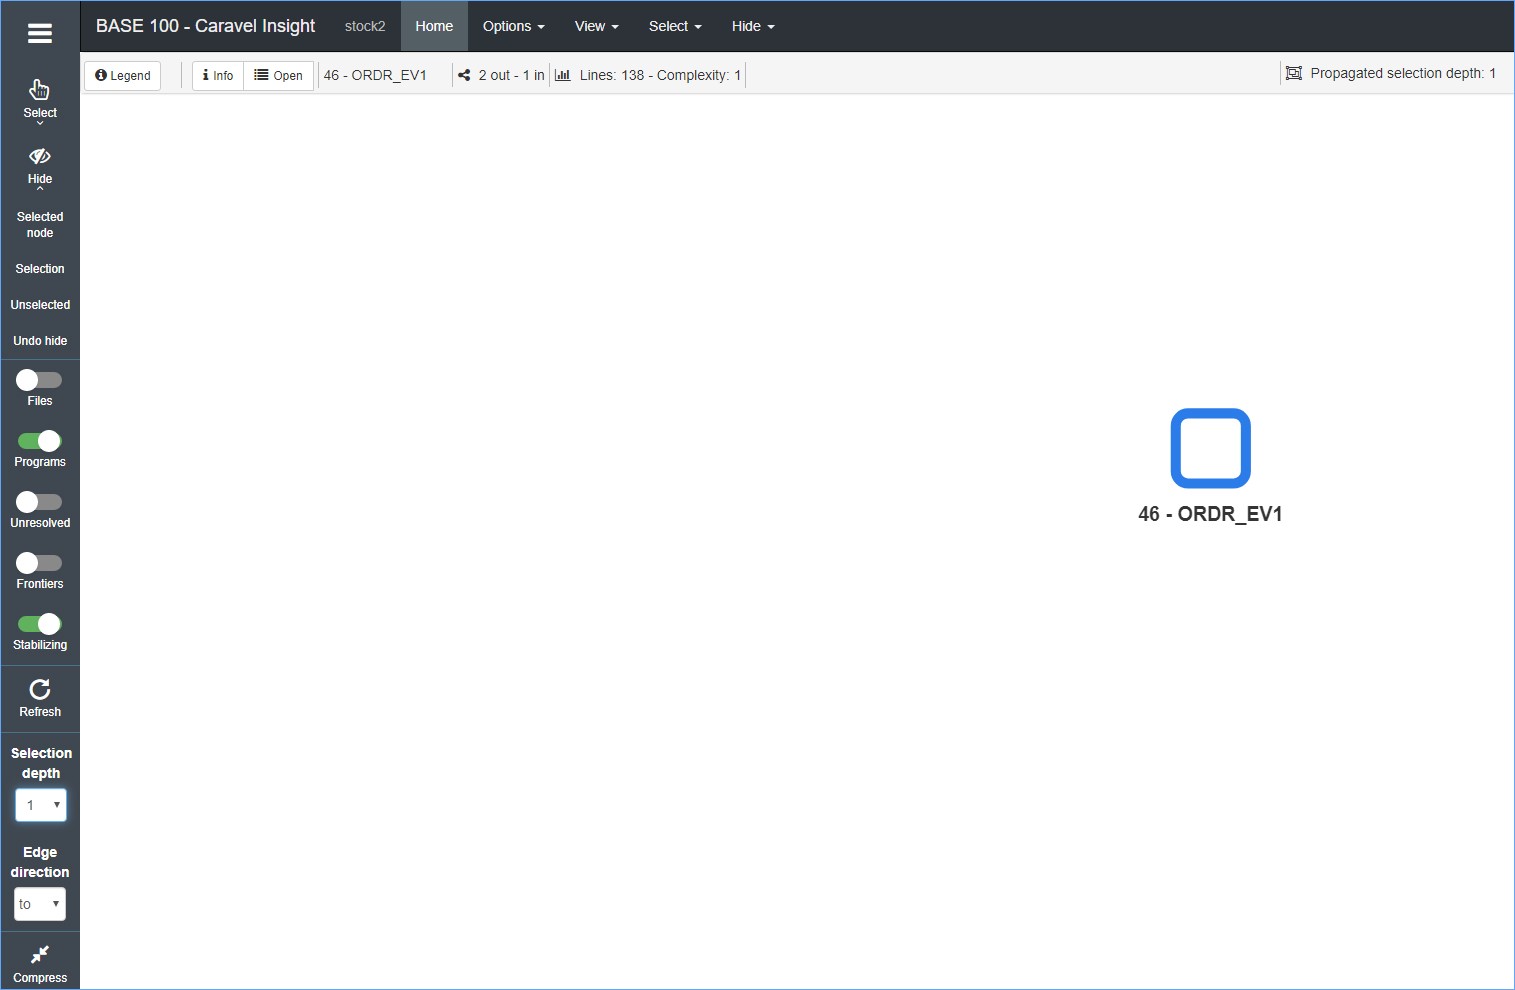 BASE 100 - Caravel Insight stock2 Home Options View Select Hide
Legend Info Open 46 - ORDR_EV1 2 out - 1 in Lines: 138 - Complexity: 1 Propagated selection depth: 1
Select
Hide
Selected
node
Selection
Unselected
Undo hide
Files
Programs
Unresolved
Frontiers
Stabilizing
Refresh
Selection
depth
1
Edge
direction
to
Compress
46 - ORDR_EV1